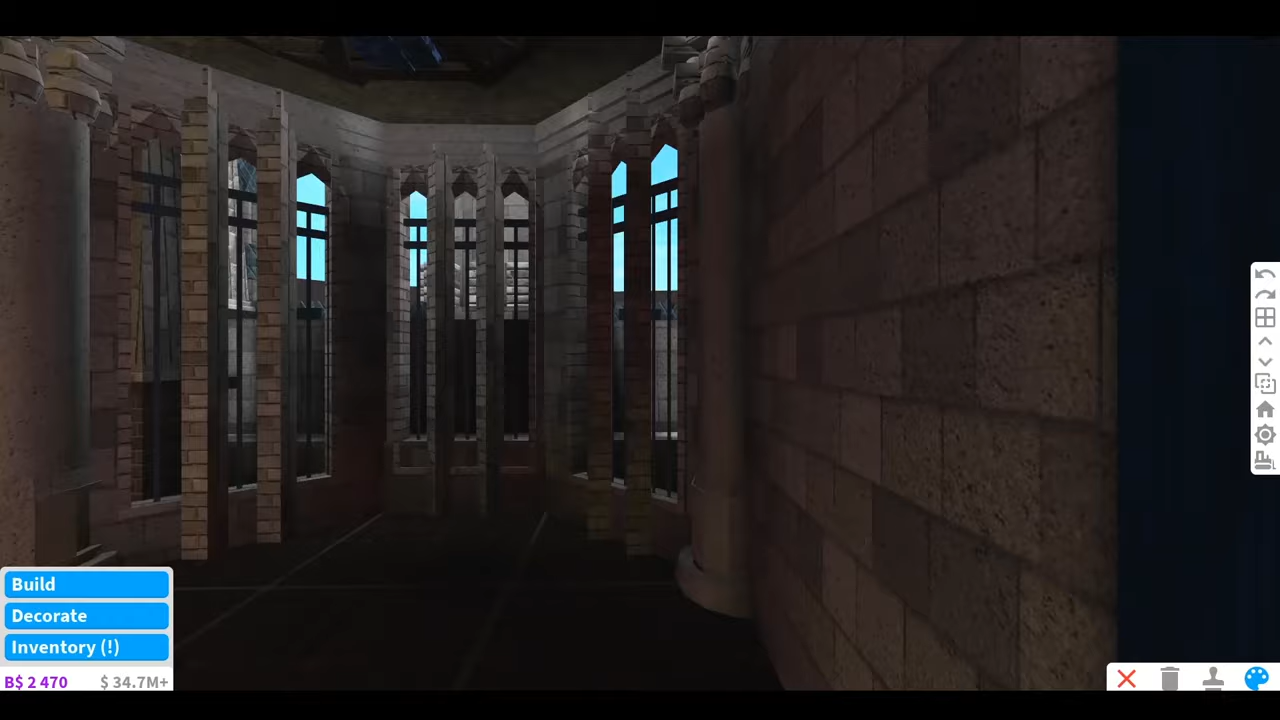 Build
Decorate
Inventory (!)
B$ 2 470 $ 34.7M+